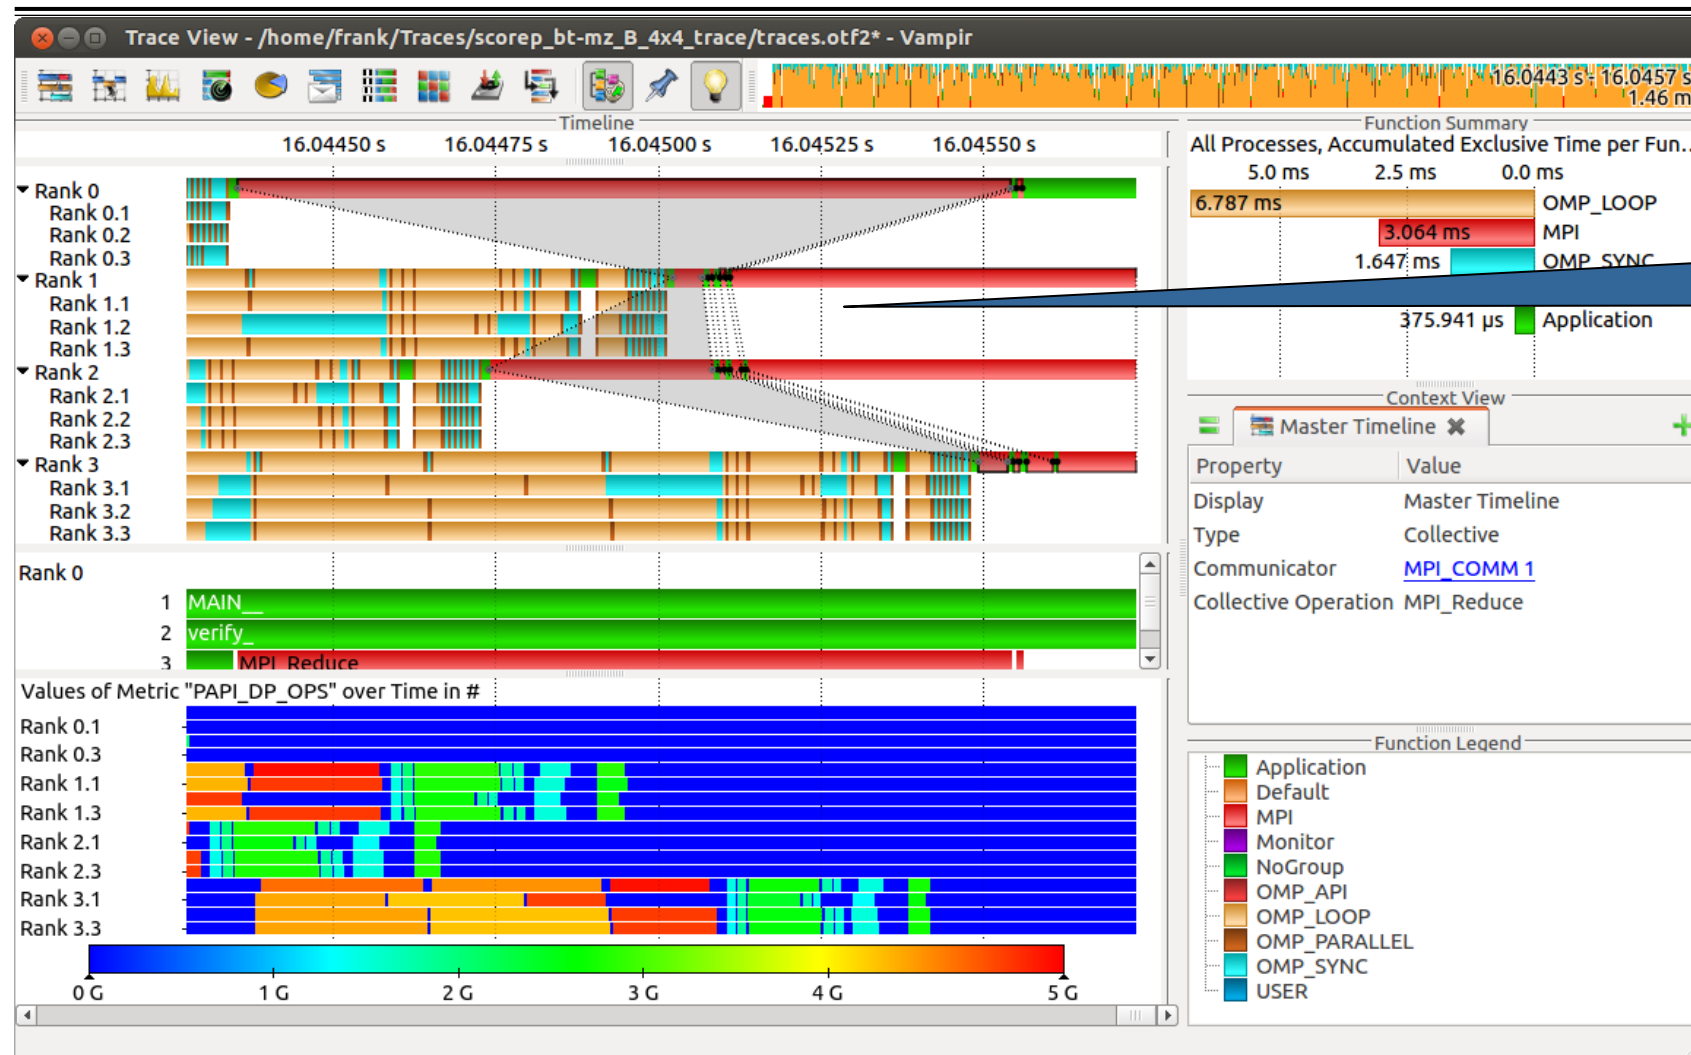 Trace View - /home/frank/Traces/scorep_bt-mz_B_4x4_trace/traces.otf2* - Vampir
16.0443 s - 16.0457 s
1.46 m
Timeline
16.04450 s 16.04475 s 16.04500 s 16.04525 s 16.04550 s
Rank 0
Rank 0.1
Rank 0.2
Rank 0.3
Rank 1
Rank 1.1
Rank 1.2
Rank 1.3
Rank 2
Rank 2.1
Rank 2.2
Rank 2.3
Rank 3
Rank 3.1
Rank 3.2
Rank 3.3
Rank 0
1 MAIN__
2 verify_
3 MPI_Reduce
Values of Metric "PAPI_DP_OPS" over Time in #
Rank 0.1
Rank 0.3
Rank 1.1
Rank 1.3
Rank 2.1
Rank 2.3
Rank 3.1
Rank 3.3
0 G 1 G 2 G 3 G 4 G 5 G
Function Summary
All Processes, Accumulated Exclusive Time per Fun...
5.0 ms 2.5 ms 0.0 ms
6.787 ms OMP_LOOP
3.064 ms MPI
1.647 ms OMP_SYNC
375.941 µs Application
Context View
Master Timeline
Property Value
Display Master Timeline
Type Collective
Communicator MPI_COMM 1
Collective Operation MPI_Reduce
Function Legend
Application
Default
MPI
Monitor
NoGroup
OMP_API
OMP_LOOP
OMP_PARALLEL
OMP_SYNC
USER